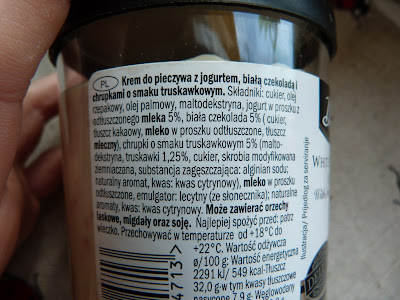 PL Krem do pieczywa z jogurtem, białą czekoladą i
chrupkami o smaku truskawkowym. Składniki: cukier, olej
rzepakowy, olej palmowy, maltodekstryna, jogurt w proszku z
odtłuszczonego mleka 5%, biała czekolada 5% ( cukier,
tłuszcz kakaowy, mleko w proszku odtłuszczone, tłuszcz
mleczny), chrupki o smaku truskawkowym 5% (malto-
dekstryna, truskawki 1,25%, cukier, skrobia modyfikowana
ziemniaczana, substancja zagęszczająca: alginian sodu;
naturalny aromat, kwas: kwas cytrynowy), mleko w proszku
odtłuszczone, emulgator: lecytny (ze słonecznika); naturalne
aromaty, kwas: kwas cytrynowy. Może zawierać orzechy
laskowe, migdały oraz soję. Najlepiej spożyć przed: patrz
wieczko. Przechowywać w temperaturze od +18°C do
+22°C. Wartość odżywcza
g/100 g: Wartość energetyczna
2291 kJ/ 549 kcal-Tłuszcz
32,0 g-w tym kwasy tłuszczowe
nasycone 7,9 g- Węglowodany
4713
Ilustracja / Prijedlog za serviranje